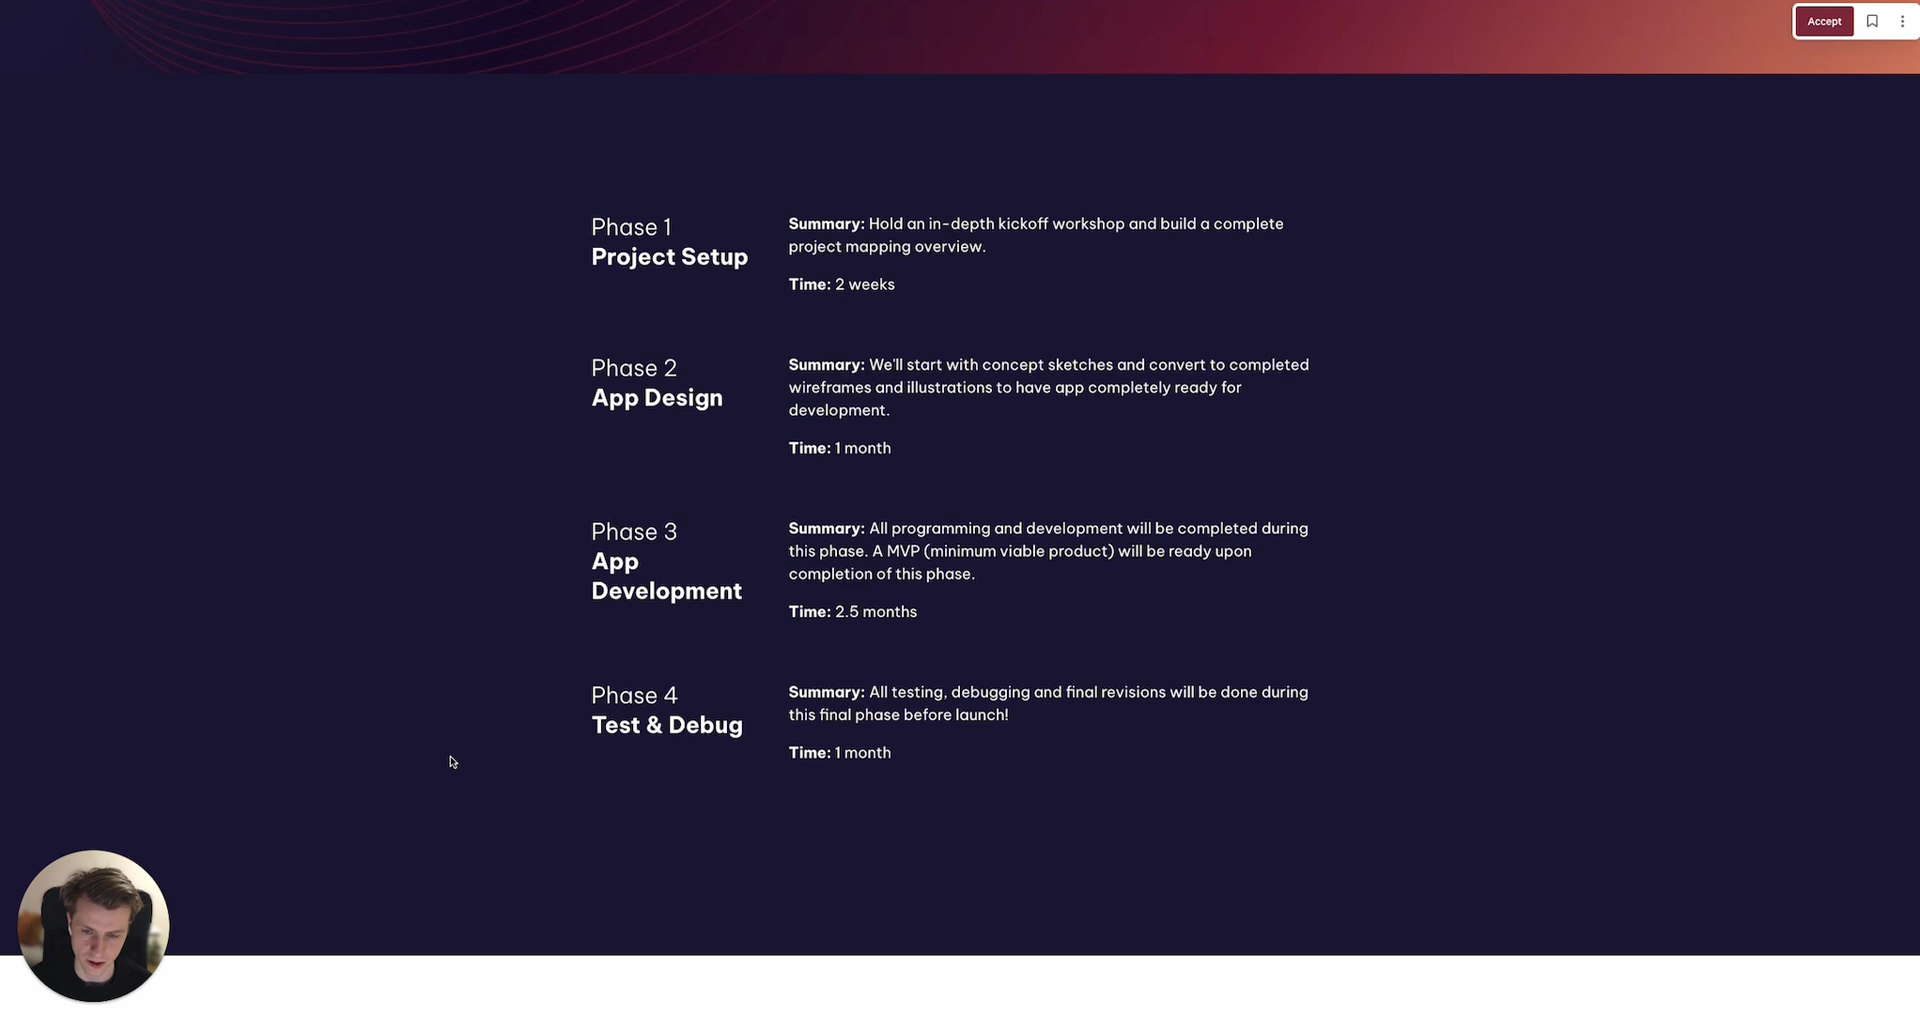 Accept
Phase 1
Project Setup
Summary: Hold an in-depth kickoff workshop and build a complete
project mapping overview.
Time: 2 weeks
Phase 2
App Design
Summary: We'll start with concept sketches and convert to completed
wireframes and illustrations to have app completely ready for
development.
Time: 1 month
Phase 3
App
Development
Summary: All programming and development will be completed during
this phase. A MVP (minimum viable product) will be ready upon
completion of this phase.
Time: 2.5 months
Phase 4
Test & Debug
Summary: All testing, debugging and final revisions will be done during
this final phase before launch!
Time: 1 month